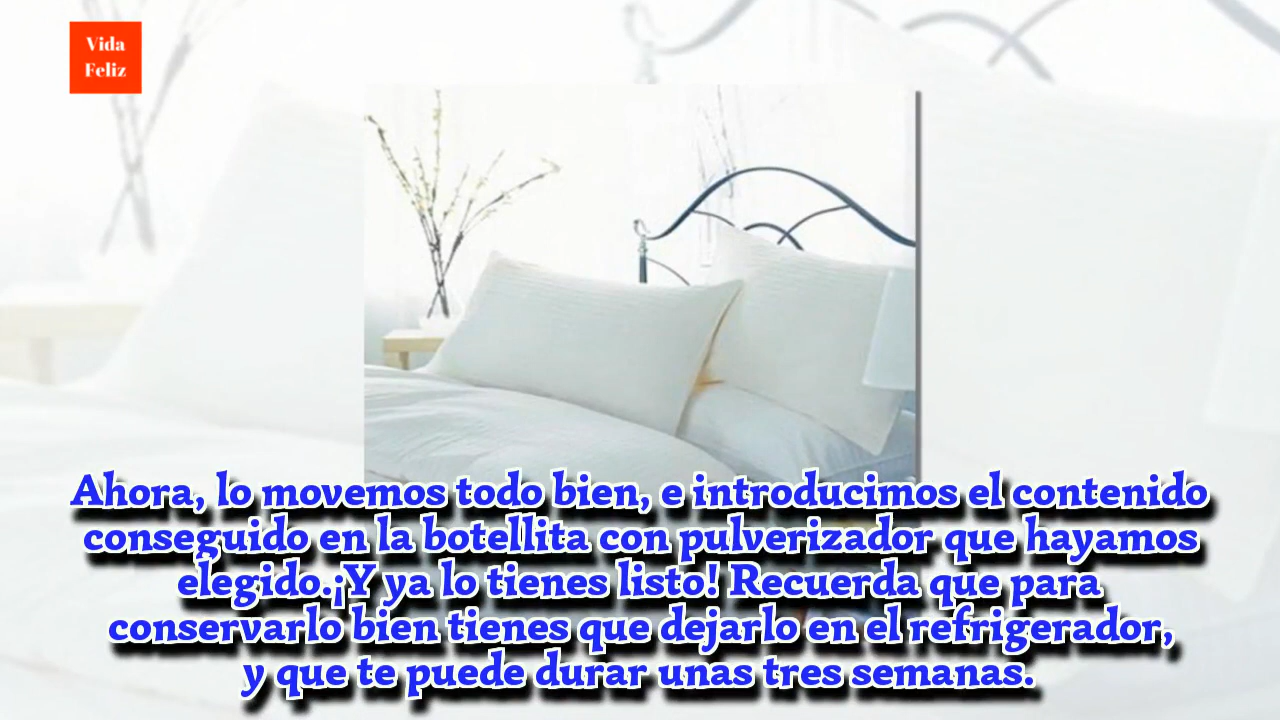 Vida
Feliz
Ahora, lo movemos todo bien, e introducimos el contenido
conseguido en la botellita con pulverizador que hayamos
elegido.¡Y ya lo tienes listo! Recuerda que para
conservarlo bien tienes que dejarlo en el refrigerador,
y que te puede durar unas tres semanas.